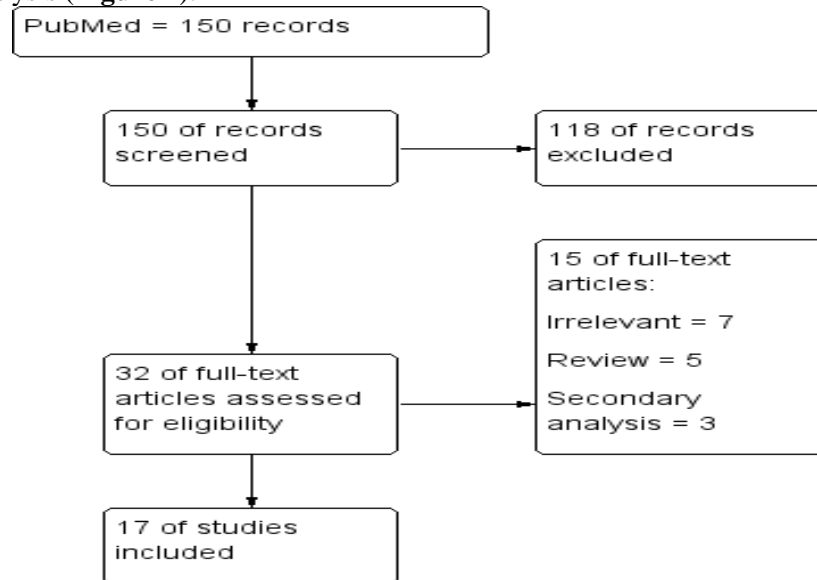 PubMed = 150 records
150 of records
screened
118 of records
excluded
15 of full-text
articles:
Irrelevant = 7
Review = 5
Secondary
analysis = 3
32 of full-text
articles assessed
for eligibility
17 of studies
included